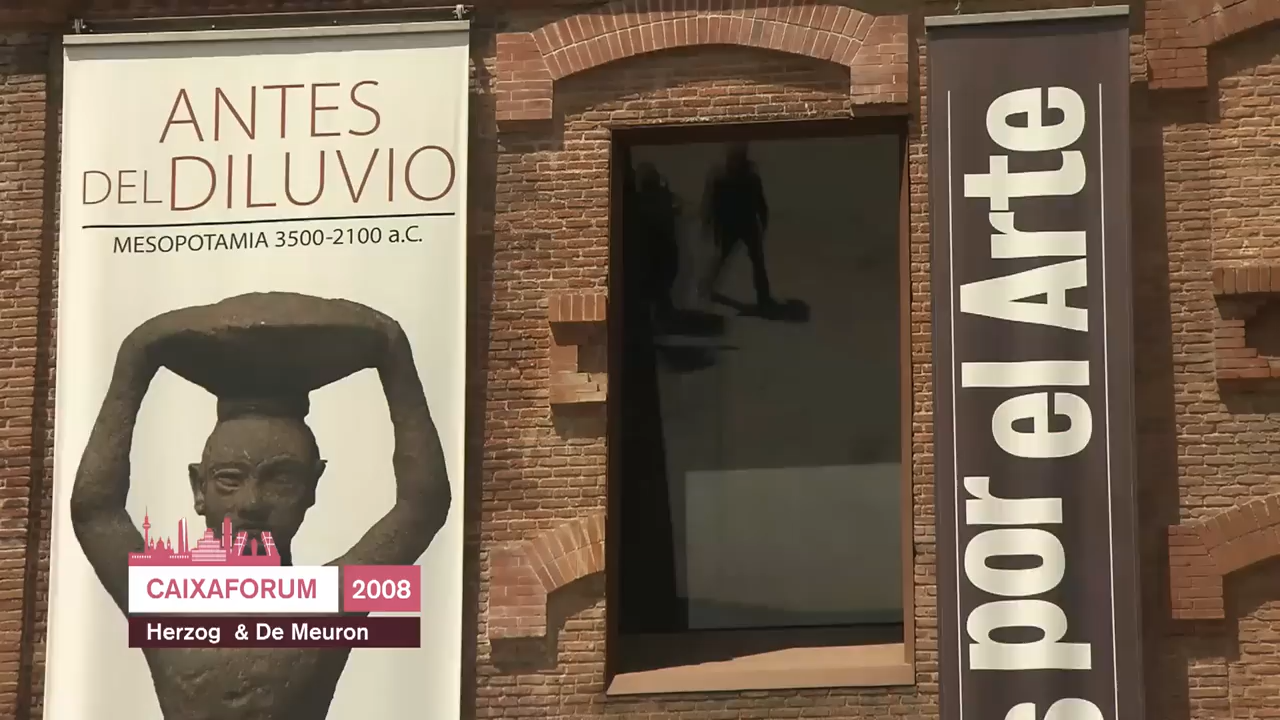 ANTES
DEL DILUVIO
MESOPOTAMIA 3500-2100 a.C.
CAIXAFORUM 2008
Herzog & De Meuron
s por el Arte